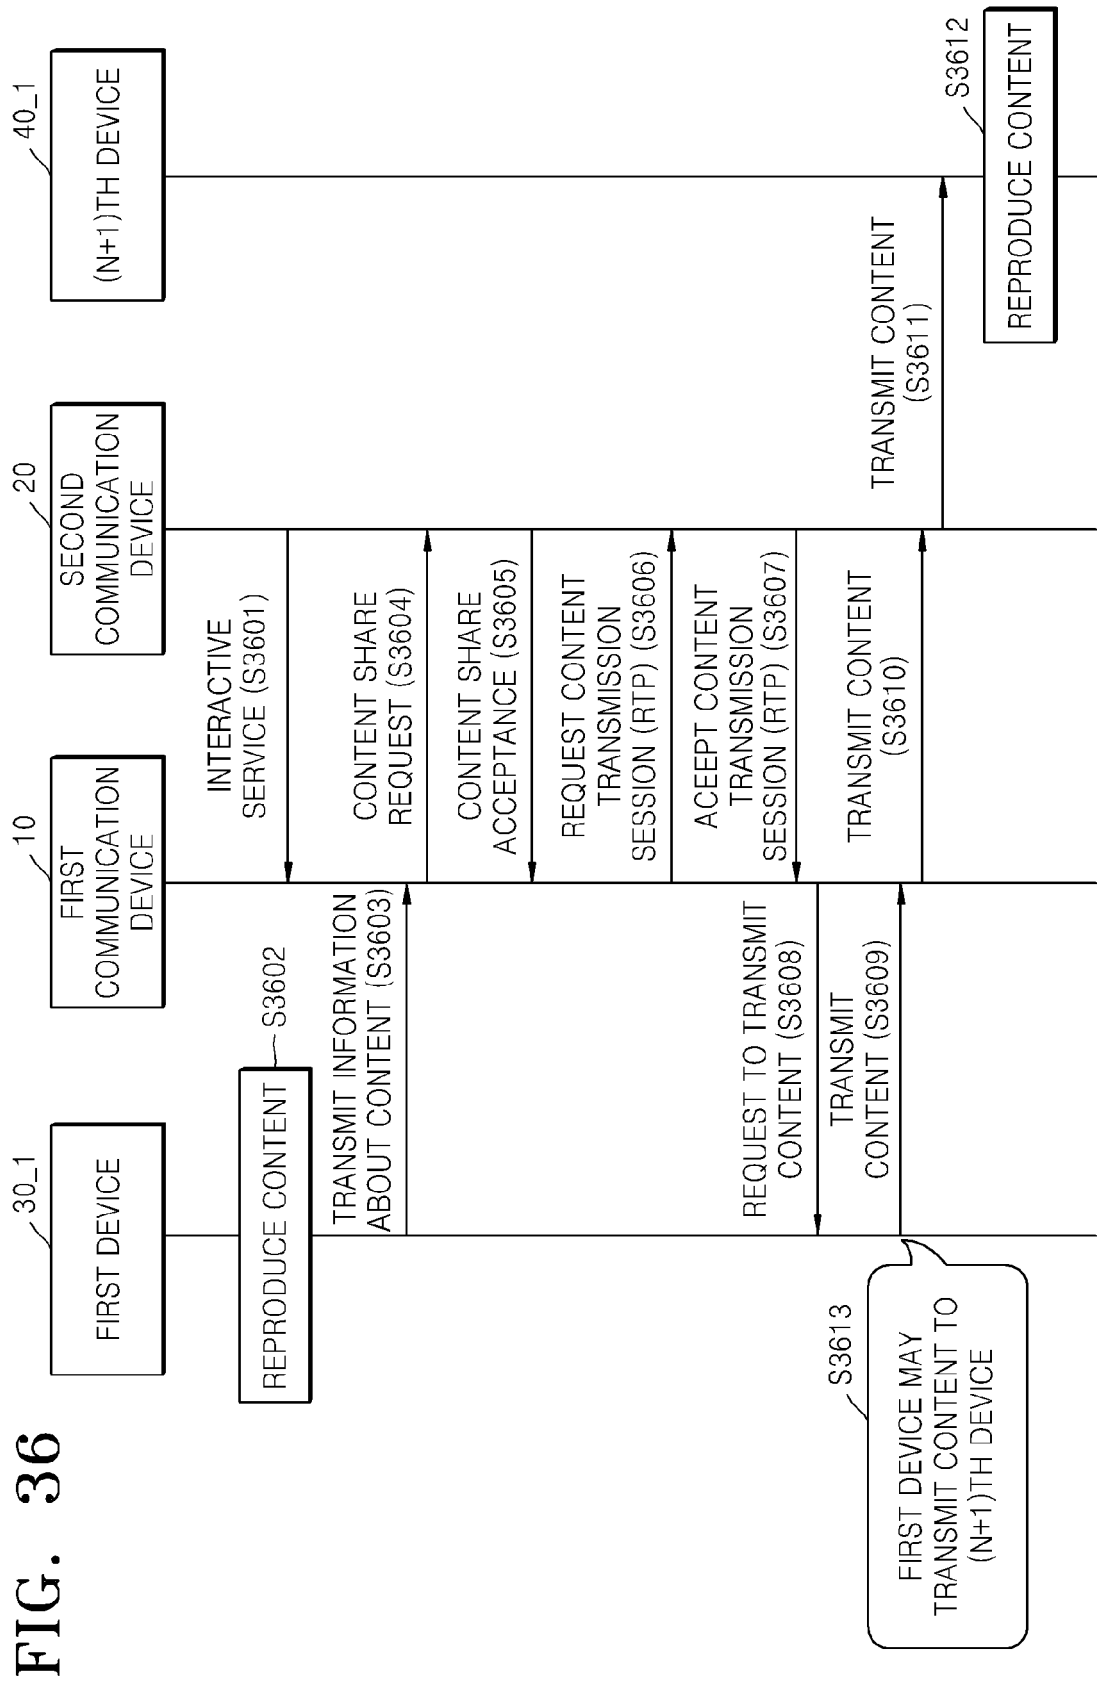 FIG. 36
30_1
FIRST DEVICE
10
FIRST
COMMUNICATION
DEVICE
20
SECOND
COMMUNICATION
DEVICE
40_1
(N+1)TH DEVICE
INTERACTIVE
SERVICE (S3601)
REPRODUCE CONTENT
S3602
TRANSMIT INFORMATION
ABOUT CONTENT (S3603)
CONTENT SHARE
REQUEST (S3604)
CONTENT SHARE
ACCEPTANCE (S3605)
REQUEST CONTENT
TRANSMISSION
SESSION (RTP) (S3606)
ACEEPT CONTENT
TRANSMISSION
SESSION (RTP) (S3607)
REQUEST TO TRANSMIT
CONTENT (S3608)
TRANSMIT
CONTENT (S3609)
TRANSMIT CONTENT
(S3610)
TRANSMIT CONTENT
(S3611)
S3612
REPRODUCE CONTENT
S3613
FIRST DEVICE MAY
TRANSMIT CONTENT TO
(N+1)TH DEVICE